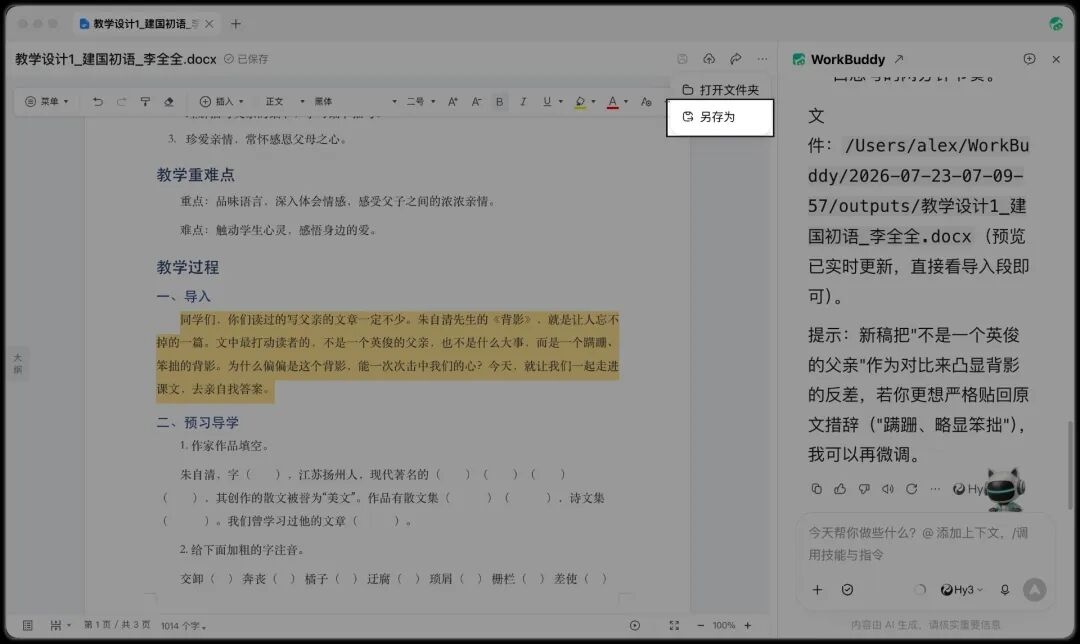 教学设计1_建国初语_李
教学设计1_建国初语_李全全.docx 已保存
菜单 插入 正文 黑体 二号 B I U A
打开文件夹
另存为
3. 珍爱亲情，常怀感恩父母之心。
教学重难点
重点：品味语言，深入体会情感，感受父子之间的浓浓亲情。
难点：触动学生心灵，感悟身边的爱。
教学过程
一、导入
同学们，你们读过的写父亲的文章一定不少。朱自清先生的《背影》，就是让人忘不
掉的一篇。文中最打动读者的，不是一个英俊的父亲，也不是什么大事，而是一个蹒跚、
笨拙的背影。为什么偏偏是这个背影，能一次次击中我们的心？今天，就让我们一起走进
课文，去亲自找答案。
二、预习导学
1. 作家作品填空。
朱自清，字（ ），江苏扬州人，现代著名的（ ）（ ）（ ）
（ ），其创作的散文被誉为“美文”。作品有散文集（ ）（ ），诗文集
（ ）。我们曾学习过他的文章（ ）。
2. 给下面加粗的字注音。
交卸（ ） 奔丧（ ） 橘子（ ） 迂腐（ ） 琐屑（ ） 栅栏（ ） 差使（ ）
大纲
第 1 页 / 共 3 页 1014 个字
100%
WorkBuddy
文
件：/Users/alex/WorkBu
ddy/2026-07-23-07-09-
57/outputs/教学设计1_建
国初语_李全全.docx（预览
已实时更新，直接看导入段即
可）。
提示：新稿把"不是一个英俊
的父亲"作为对比来凸显背影
的反差，若你更想严格贴回原
文措辞（"蹒跚、略显笨拙"），
我可以再微调。
Hy
今天帮你做些什么？@ 添加上下文，/调
用技能与指令
Hy3
内容由 AI 生成，请核实重要信息